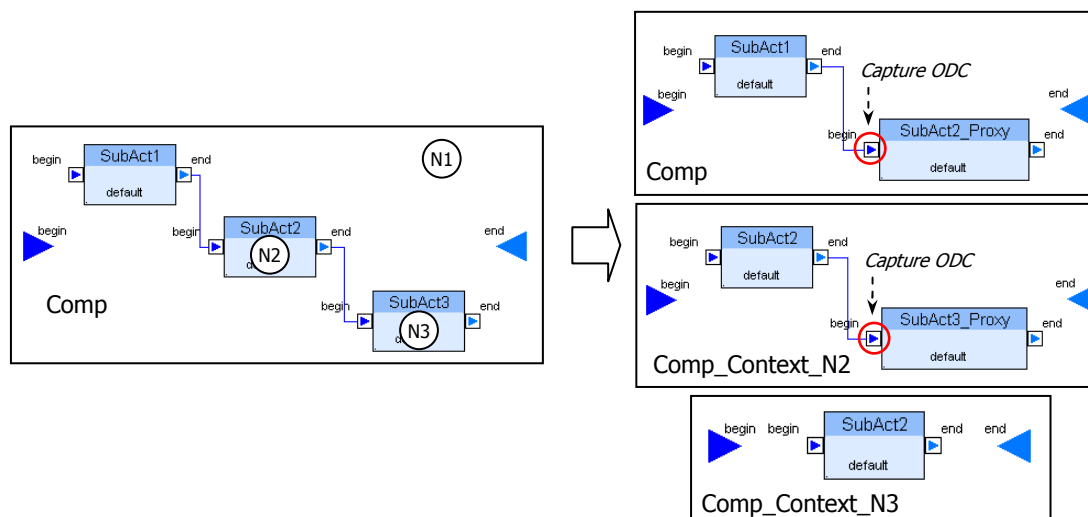 SubAct1
begin
end
default
begin
N1
SubAct2
begin
end
N2
end
Comp
SubAct3
begin
end
N3
SubAct1
begin
end
default
Capture ODC
begin
end
begin
SubAct2_Proxy
end
default
Comp
SubAct2
begin
end
default
Capture ODC
begin
end
begin
SubAct3_Proxy
end
default
Comp_Context_N2
begin
begin
SubAct2
end
end
default
Comp_Context_N3